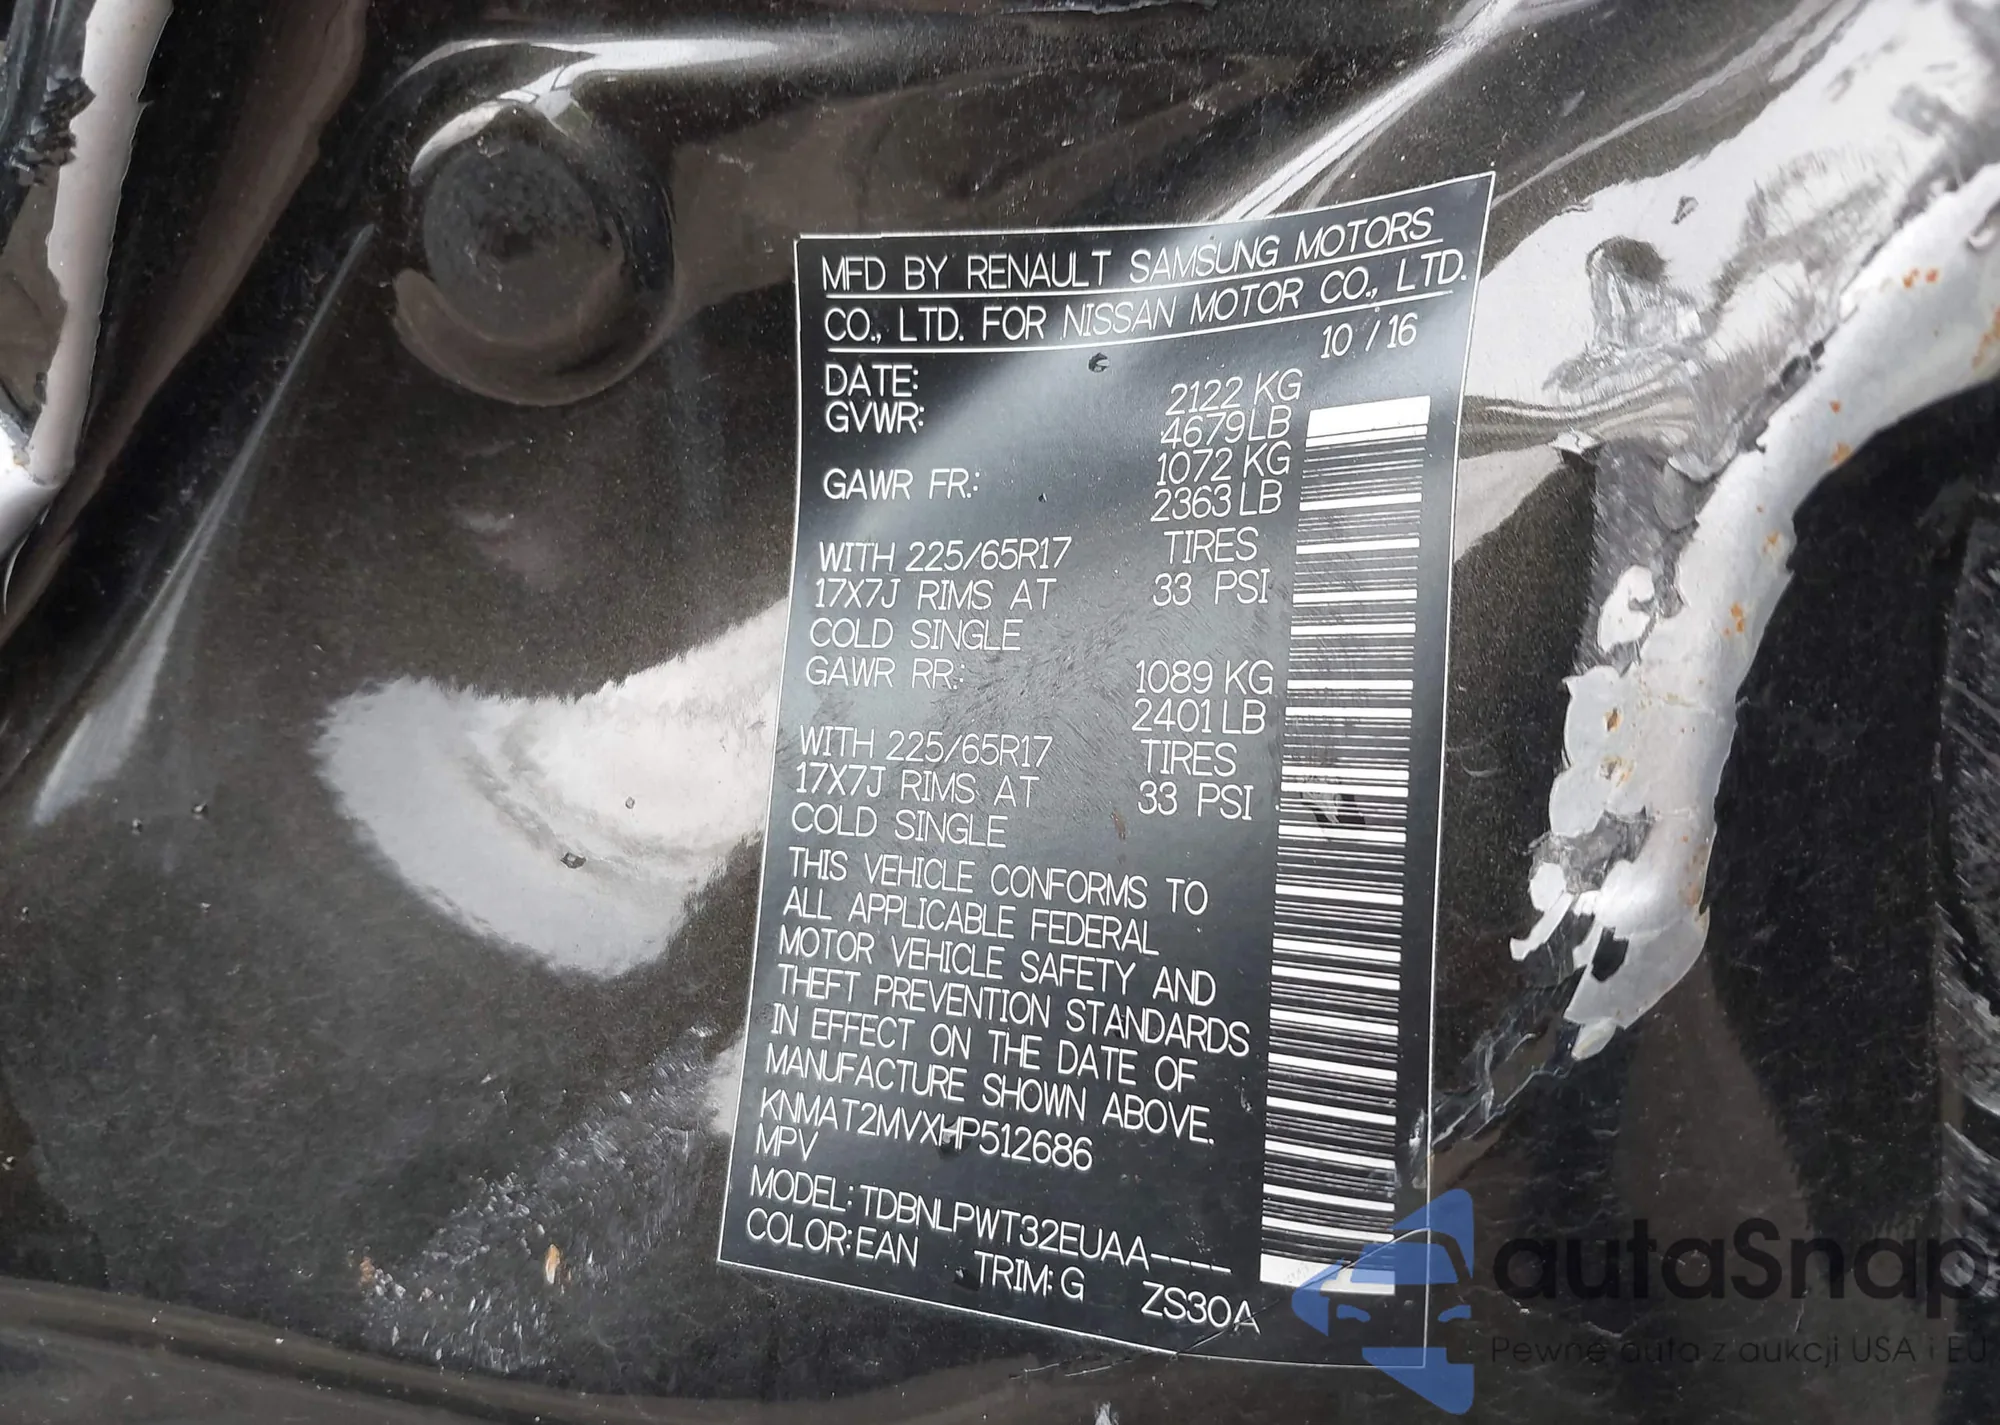 MFD BY RENAULT SAMSUNG MOTORS
CO., LTD. FOR NISSAN MOTOR CO., LTD.
DATE: 10 / 16
GVWR: 2122 KG
4679 LB
GAWR FR.: 1072 KG
2363 LB
WITH 225/65R17 TIRES
17X7J RIMS AT 33 PSI
COLD SINGLE
GAWR RR.: 1089 KG
2401 LB
WITH 225/65R17 TIRES
17X7J RIMS AT 33 PSI
COLD SINGLE
THIS VEHICLE CONFORMS TO
ALL APPLICABLE FEDERAL
MOTOR VEHICLE SAFETY AND
THEFT PREVENTION STANDARDS
IN EFFECT ON THE DATE OF
MANUFACTURE SHOWN ABOVE.
KNMAT2MVXHP512686
MPV
MODEL: TDBNLPWT32EUAA----
COLOR: EAN TRIM: G ZS30A
autaSnap
Pewne auta z aukcji USA i EU